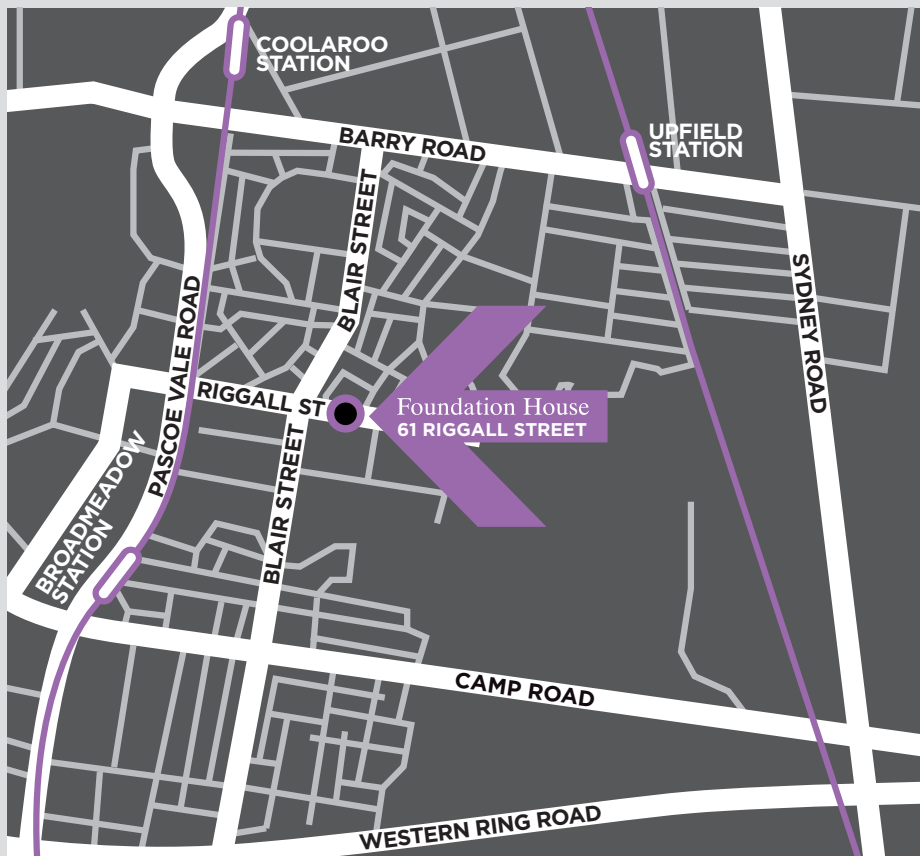 COOLAROO
STATION
BARRY ROAD
UPFIELD
STATION
BLAIR STREET
SYDNEY ROAD
PASCOE VALE ROAD
RIGGALL ST
Foundation House
61 RIGGALL STREET
BLAIR STREET
BROADMEADOW
STATION
CAMP ROAD
WESTERN RING ROAD